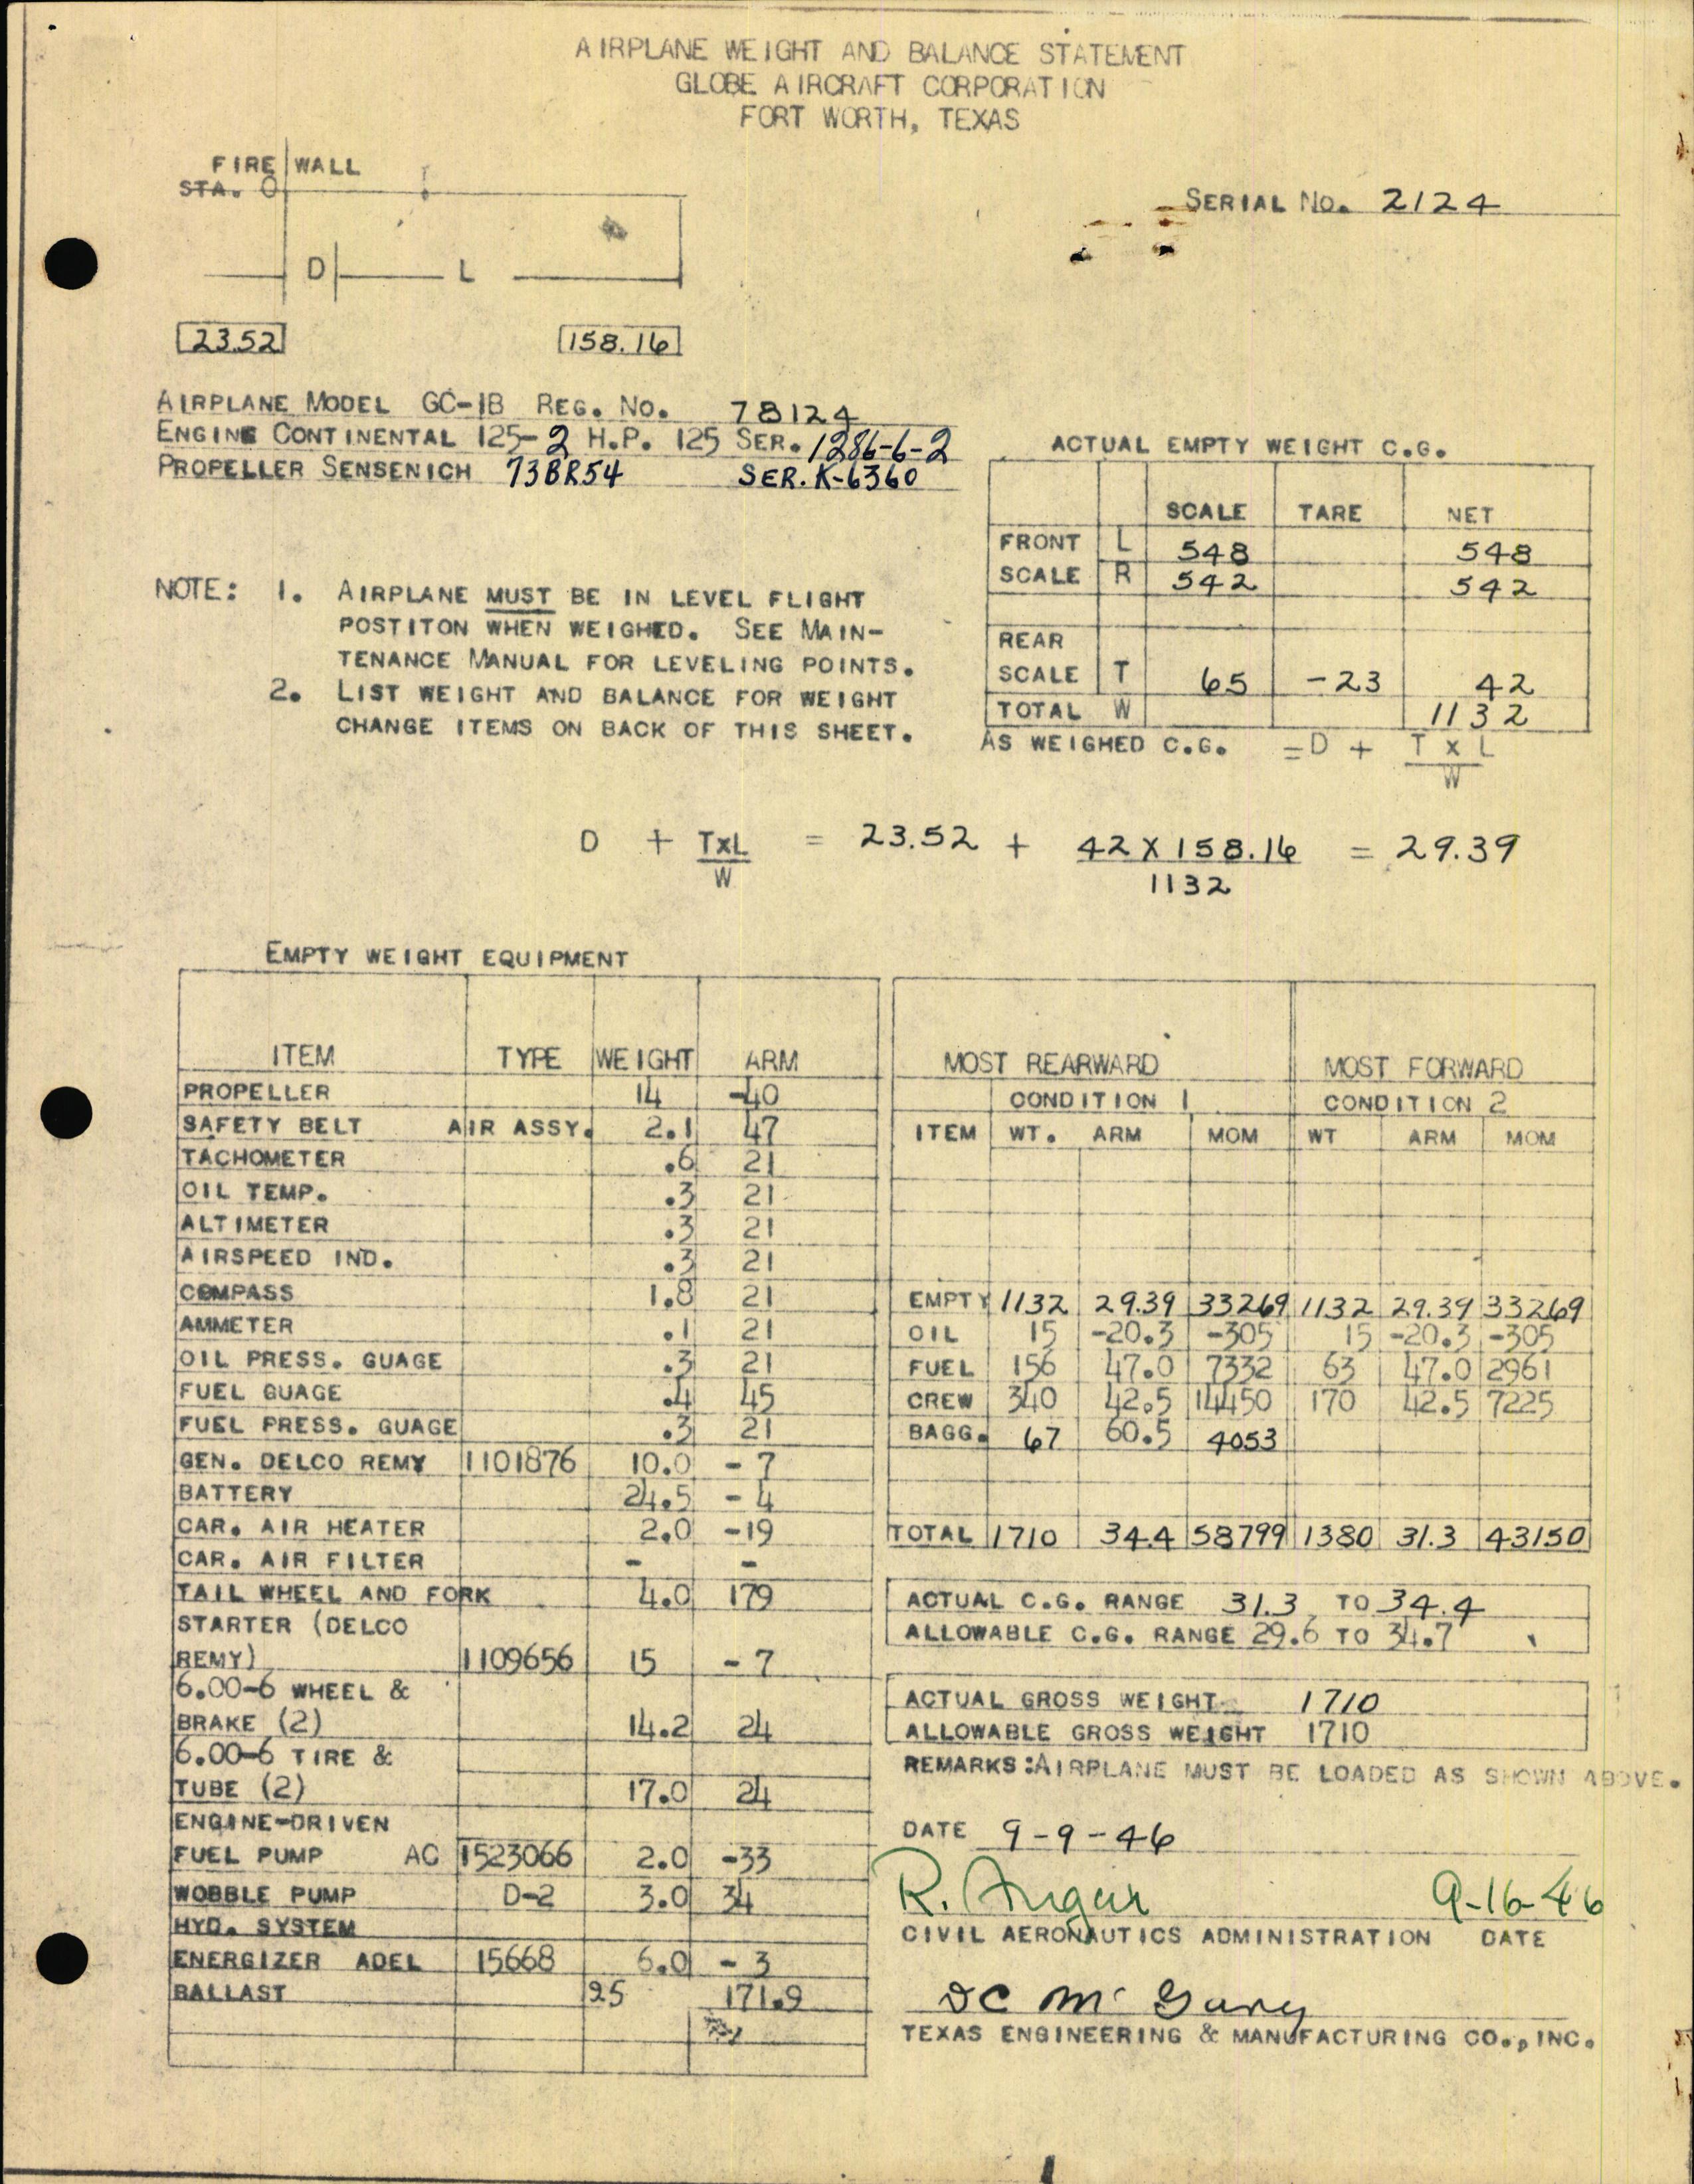 AIRPLANE WEIGHT AND BALANCE STATEMENT
GLOBE AIRCRAFT CORPORATION
FORT WORTH, TEXAS
FIRE WALL
STA. 0
SERIAL No. 2124
D L
23.52 158.16
AIRPLANE MODEL GC-1B REG. NO. 78124
ENGINE CONTINENTAL 125-2 H.P. 125 SER. 1286-6-2
PROPELLER SENSENICH 73BR54 SER. K-6360
ACTUAL EMPTY WEIGHT C.G.
SCALE TARE NET
FRONT L 548 548
SCALE R 542 542
REAR
SCALE T 65 -23 42
TOTAL W 1132
AS WEIGHED C.G. = D + T x L
W
NOTE: 1. AIRPLANE MUST BE IN LEVEL FLIGHT
POSTITON WHEN WEIGHED. SEE MAIN-
TENANCE MANUAL FOR LEVELING POINTS.
2. LIST WEIGHT AND BALANCE FOR WEIGHT
CHANGE ITEMS ON BACK OF THIS SHEET.
D + TxL = 23.52 + 42 X 158.16 = 29.39
W 1132
EMPTY WEIGHT EQUIPMENT
ITEM TYPE WEIGHT ARM
PROPELLER 14 -40
SAFETY BELT AIR ASSY. 2.1 47
TACHOMETER .6 21
OIL TEMP. .3 21
ALTIMETER .3 21
AIRSPEED IND. .3 21
COMPASS 1.8 21
AMMETER .1 21
OIL PRESS. GUAGE .3 21
FUEL GUAGE .4 45
FUEL PRESS. GUAGE .3 21
GEN. DELCO REMY 1101876 10.0 - 7
BATTERY 24.5 - 4
CAR. AIR HEATER 2.0 -19
CAR. AIR FILTER - -
TAIL WHEEL AND FORK 4.0 179
STARTER (DELCO
REMY) 1109656 15 - 7
6.00-6 WHEEL &
BRAKE (2) 14.2 24
6.00-6 TIRE &
TUBE (2) 17.0 24
ENGINE-DRIVEN
FUEL PUMP AC 1523066 2.0 -33
WOBBLE PUMP D-2 3.0 34
HYD. SYSTEM
ENERGIZER ADEL 15668 6.0 - 3
BALLAST 25 171.9
MOST REARWARD MOST FORWARD
CONDITION 1 CONDITION 2
ITEM WT. ARM MOM WT ARM MOM
EMPTY 1132 29.39 33269 1132 29.39 33269
OIL 15 -20.3 -305 15 -20.3 -305
FUEL 156 47.0 7332 63 47.0 2961
CREW 340 42.5 14450 170 42.5 7225
BAGG. 67 60.5 4053
TOTAL 1710 34.4 58799 1380 31.3 43150
ACTUAL C.G. RANGE 31.3 TO 34.4
ALLOWABLE C.G. RANGE 29.6 TO 34.7
ACTUAL GROSS WEIGHT 1710
ALLOWABLE GROSS WEIGHT 1710
REMARKS: AIRPLANE MUST BE LOADED AS SHOWN ABOVE.
DATE 9-9-46
R. 9-16-46
CIVIL AERONAUTICS ADMINISTRATION DATE
DC McGary
TEXAS ENGINEERING & MANUFACTURING CO., INC.